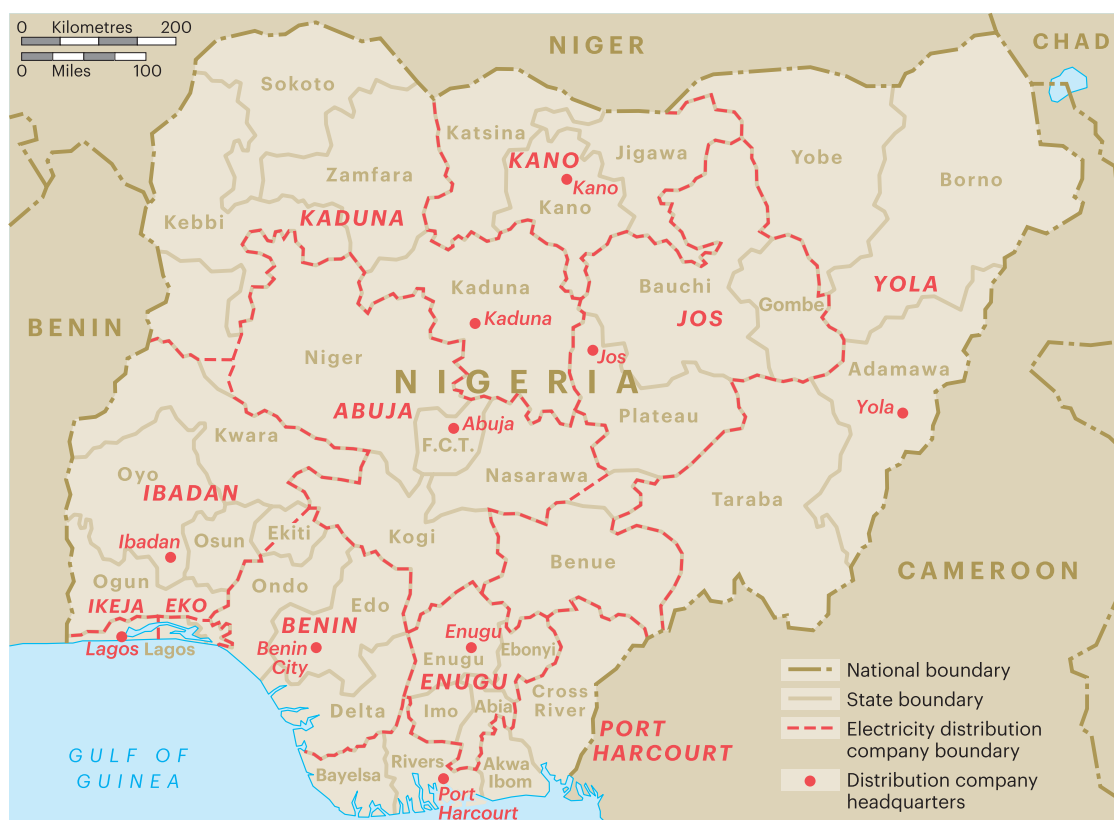 0 Kilometres 200
0 Miles 100
NIGER
CHAD
Sokoto
Katsina
KANO
Jigawa
Yobe
Zamfara
Kano
Borno
Kano
KADUNA
Kebbi
Kaduna
Bauchi
YOLA
Gombe
Kaduna
JOS
BENIN
Niger
Jos
Adamawa
NIGERIA
ABUJA
Abuja
Plateau
Yola
Kwara
F.C.T.
Oyo
Nasarawa
IBADAN
Taraba
Ibadan
Osun
Ekiti
Kogi
Benue
CAMEROON
Ogun
Ondo
IKEJA
EKO
Edo
BENIN
Enugu
Lagos
Lagos
Benin
City
Enugu
Ebonyi
ENUGU
Cross
River
Delta
Imo
Abia
PORT
HARCOURT
GULF OF
GUINEA
Bayelsa
Rivers
Akwa
Ibom
Port
Harcourt
National boundary
State boundary
Electricity distribution
company boundary
Distribution company
headquarters